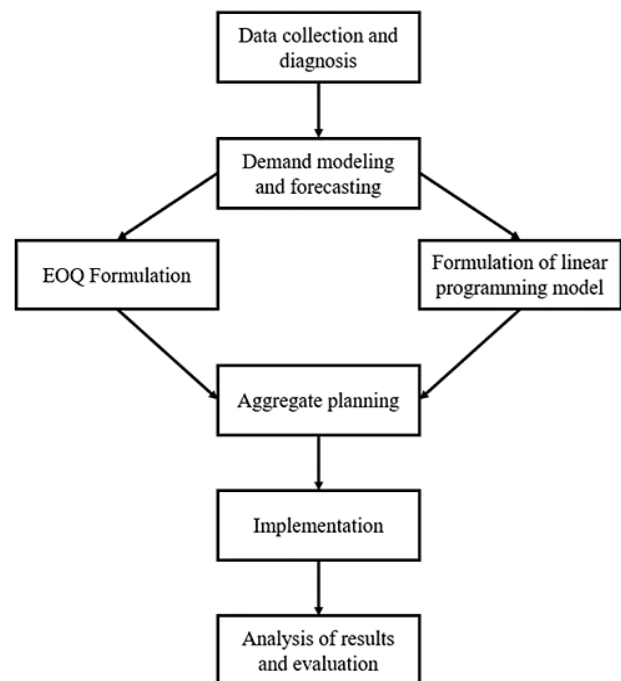 Data collection and
diagnosis
Demand modeling
and forecasting
EOQ Formulation
Formulation of linear
programming model
Aggregate planning
Implementation
Analysis of results
and evaluation